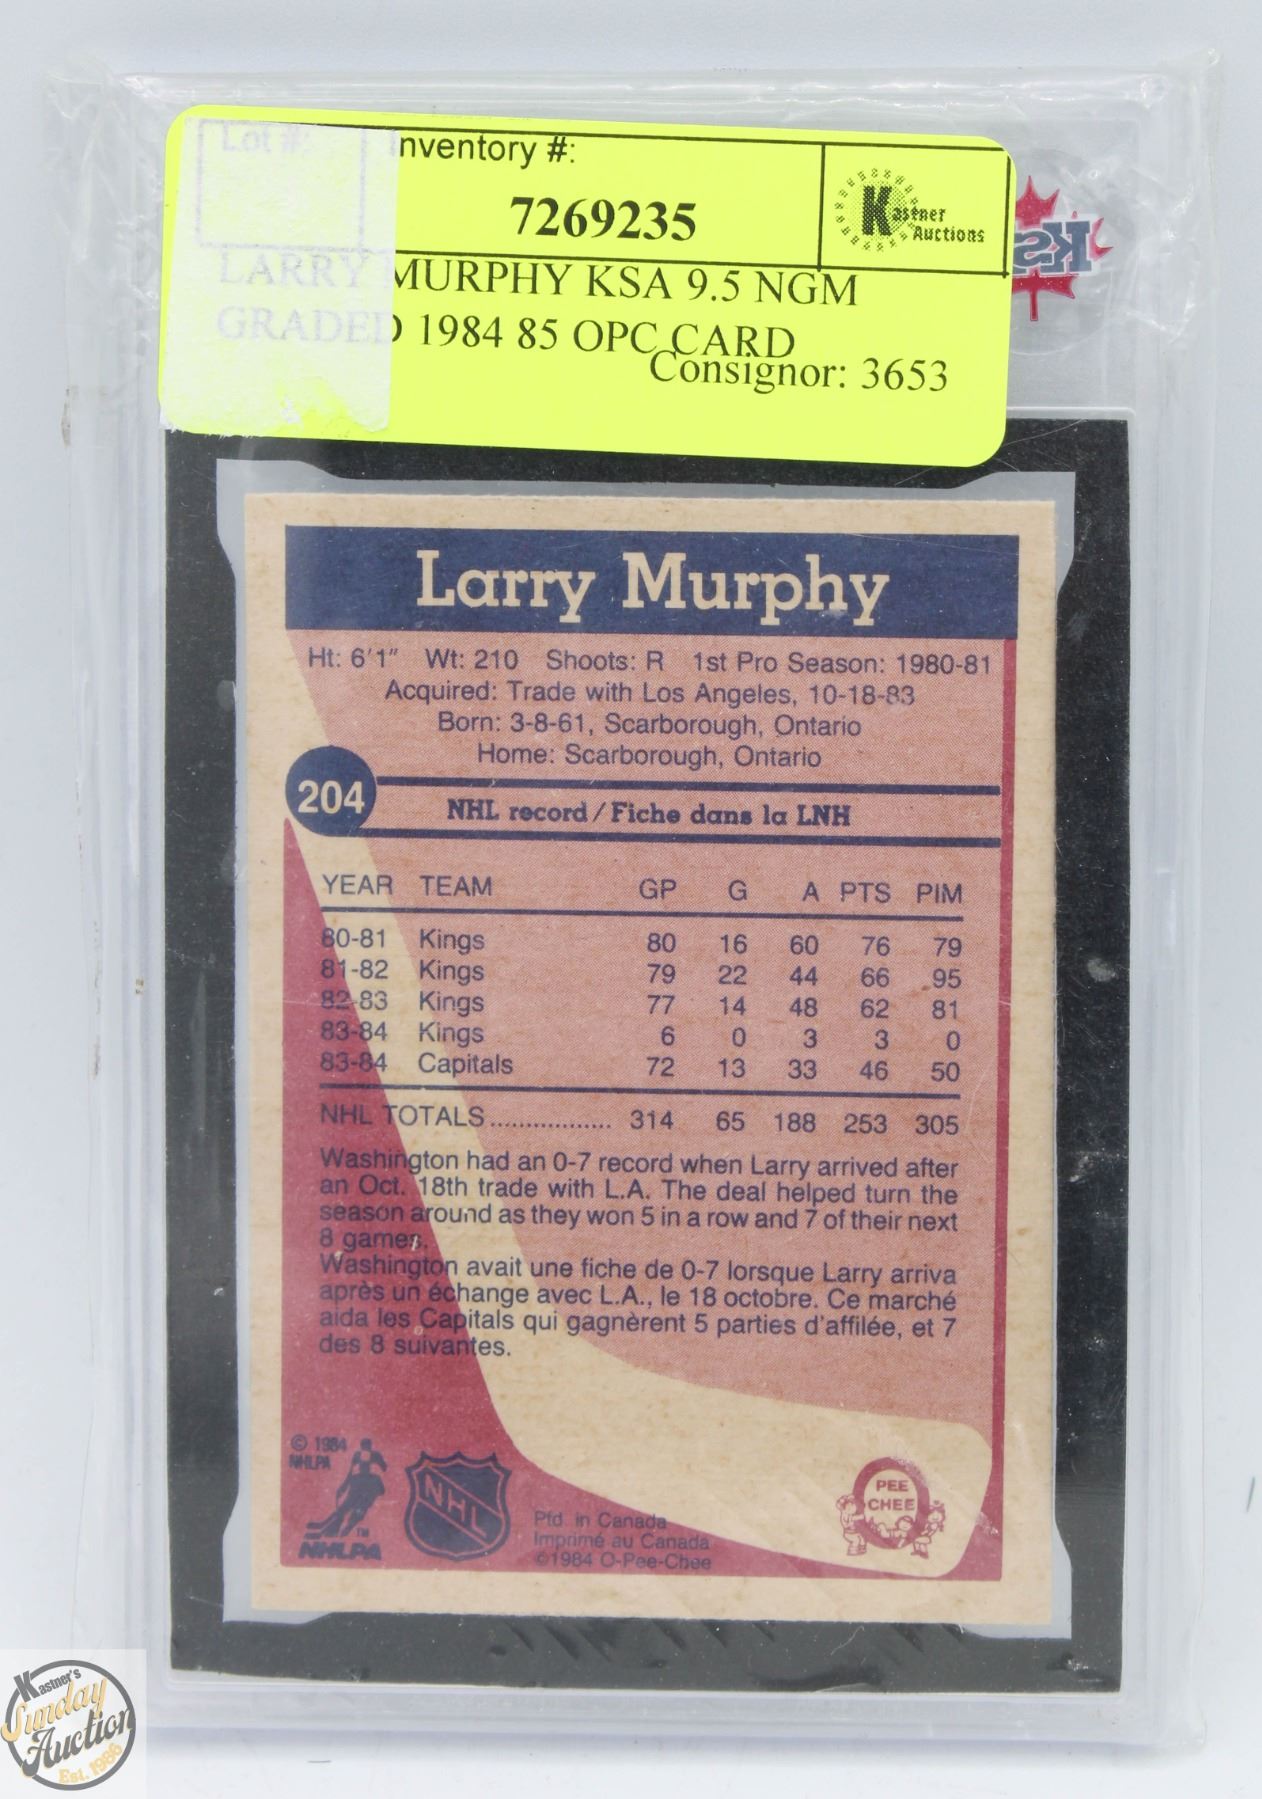 Lot #:
Inventory #:
7269235
Kastner
Auctions
LARRY MURPHY KSA 9.5 NGM
GRADED 1984 85 OPC CARD
Consignor: 3653
KSA
Larry Murphy
Ht: 6'1" Wt: 210 Shoots: R 1st Pro Season: 1980-81
Acquired: Trade with Los Angeles, 10-18-83
Born: 3-8-61, Scarborough, Ontario
Home: Scarborough, Ontario
204
NHL record / Fiche dans la LNH
YEAR TEAM GP G A PTS PIM
80-81 Kings 80 16 60 76 79
81-82 Kings 79 22 44 66 95
82-83 Kings 77 14 48 62 81
83-84 Kings 6 0 3 3 0
83-84 Capitals 72 13 33 46 50
NHL TOTALS ................. 314 65 188 253 305
Washington had an 0-7 record when Larry arrived after
an Oct. 18th trade with L.A. The deal helped turn the
season around as they won 5 in a row and 7 of their next
8 games.
Washington avait une fiche de 0-7 lorsque Larry arriva
après un échange avec L.A., le 18 octobre. Ce marché
aida les Capitals qui gagnèrent 5 parties d'affilée, et 7
des 8 suivantes.
© 1984
NHLPA
TM
NHLPA
NHL
Ptd. in Canada
Imprimé au Canada
©1984 O-Pee-Chee
PEE
CHEE
Kastner's
Sunday
Auction
Est. 1986